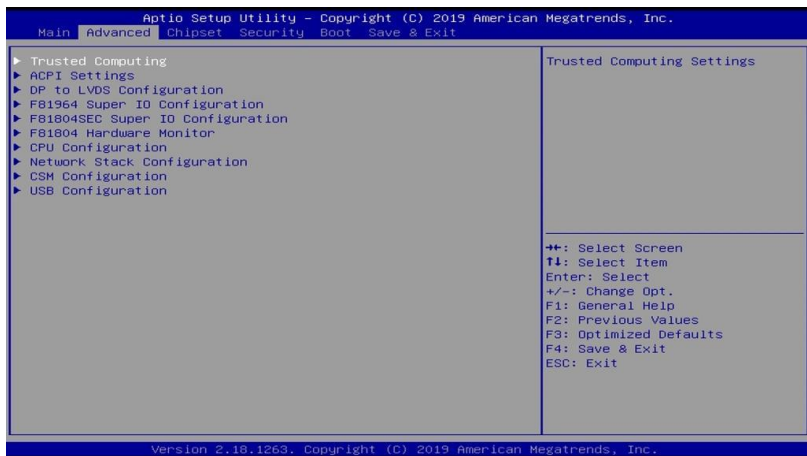 Aptio Setup Utility – Copyright (C) 2019 American Megatrends, Inc.
Main Advanced Chipset Security Boot Save & Exit
▶ Trusted Computing
▶ ACPI Settings
▶ DP to LVDS Configuration
▶ F81964 Super IO Configuration
▶ F81804SEC Super IO Configuration
▶ F81804 Hardware Monitor
▶ CPU Configuration
▶ Network Stack Configuration
▶ CSM Configuration
▶ USB Configuration
Trusted Computing Settings
→←: Select Screen
↑↓: Select Item
Enter: Select
+/-: Change Opt.
F1: General Help
F2: Previous Values
F3: Optimized Defaults
F4: Save & Exit
ESC: Exit
Version 2.18.1263. Copyright (C) 2019 American Megatrends, Inc.